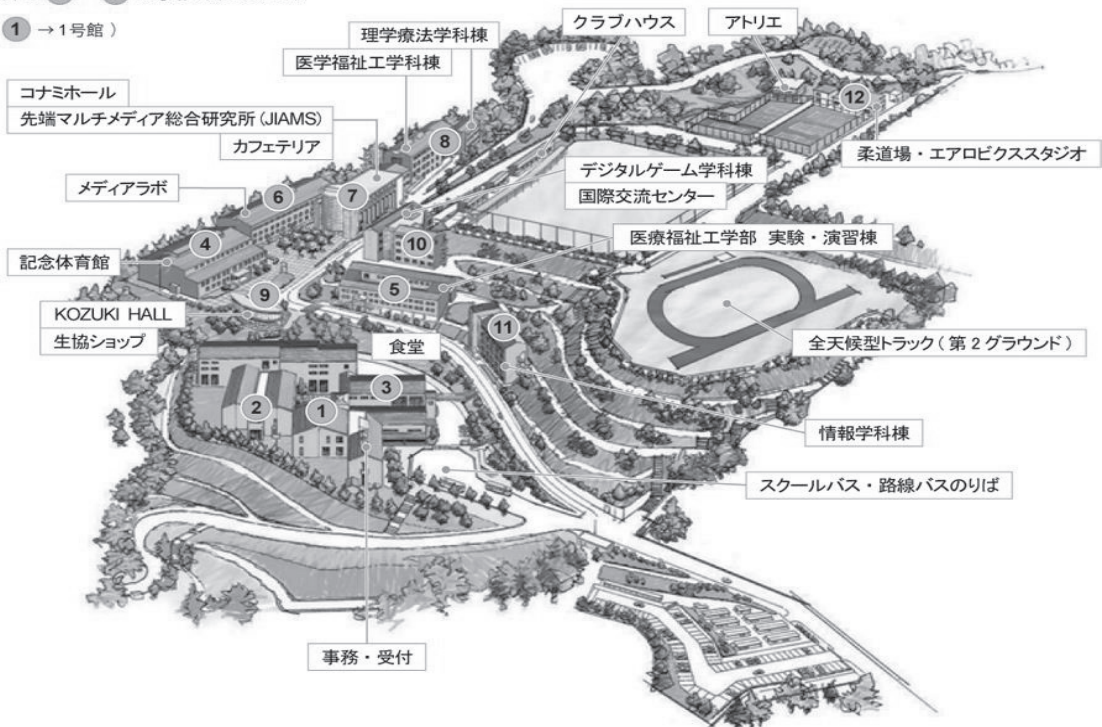 1 →1号館 )
クラブハウス
アトリエ
理学療法学科棟
医学福祉工学科棟
コナミホール
先端マルチメディア総合研究所(JIAMS)
カフェテリア
12
8
柔道場・エアロビクススタジオ
デジタルゲーム学科棟
国際交流センター
メディアラボ
6
7
4
10
医療福祉工学部 実験・演習棟
記念体育館
5
9
KOZUKI HALL
生協ショップ
11
食堂
全天候型トラック(第2グラウンド)
3
2
1
情報学科棟
スクールバス・路線バスのりば
事務・受付